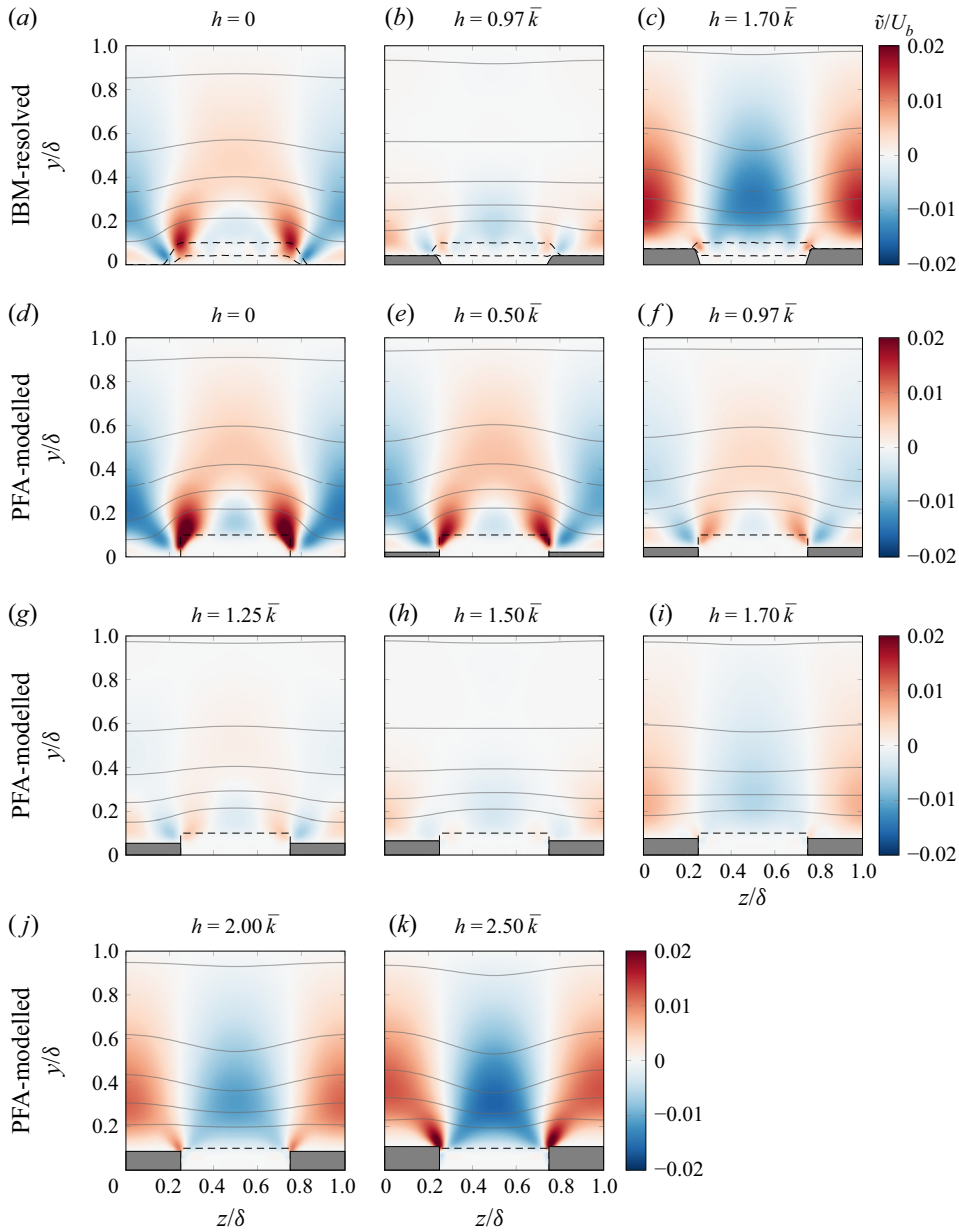 (a) h = 0 (b) h = 0.97 k̄ (c) h = 1.70 k̄ ṽ/U_b
IBM-resolved
y/δ
1.0 0.8 0.6 0.4 0.2 0
0.02 0.01 0 −0.01 −0.02
(d) h = 0 (e) h = 0.50 k̄ (f) h = 0.97 k̄
PFA-modelled
y/δ
1.0 0.8 0.6 0.4 0.2 0
0.02 0.01 0 −0.01 −0.02
(g) h = 1.25 k̄ (h) h = 1.50 k̄ (i) h = 1.70 k̄
PFA-modelled
y/δ
1.0 0.8 0.6 0.4 0.2 0
0.02 0.01 0 −0.01 −0.02
0 0.2 0.4 0.6 0.8 1.0
z/δ
(j) h = 2.00 k̄ (k) h = 2.50 k̄
PFA-modelled
y/δ
1.0 0.8 0.6 0.4 0.2
0.02 0.01 0 −0.01 −0.02
0 0.2 0.4 0.6 0.8 1.0 0 0.2 0.4 0.6 0.8 1.0
z/δ z/δ